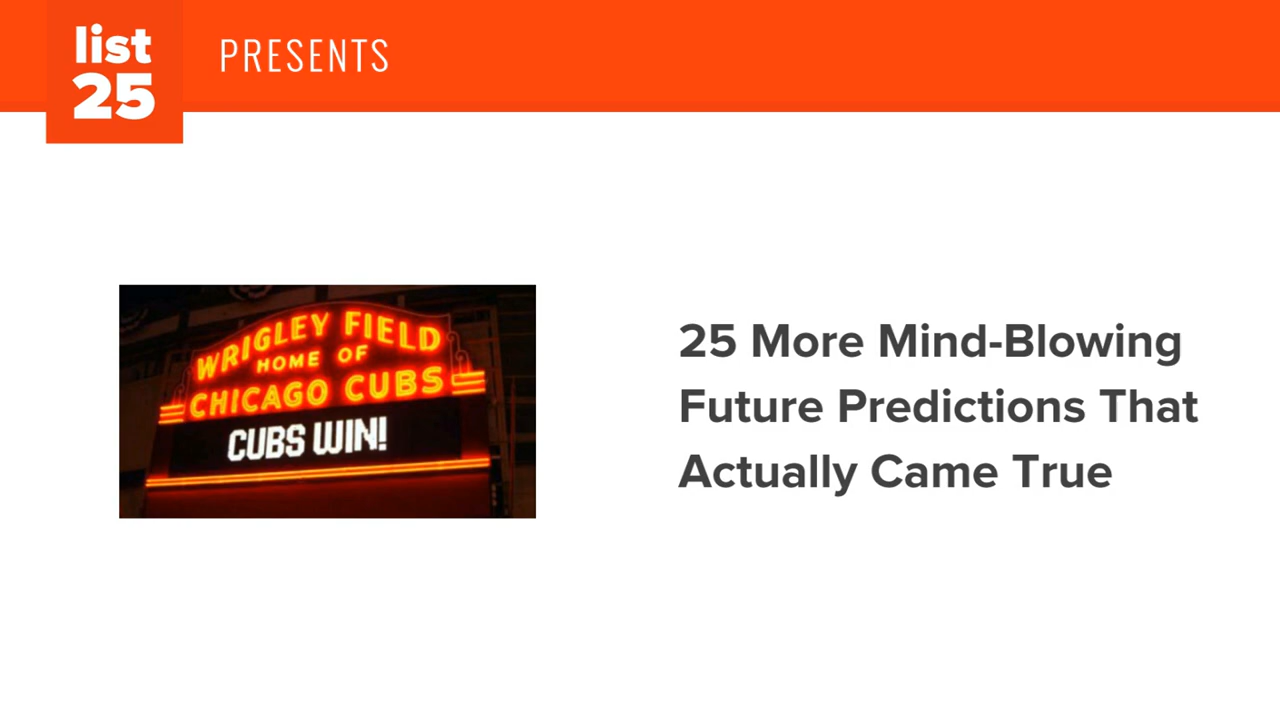 list
25
PRESENTS
WRIGLEY FIELD
HOME OF
CHICAGO CUBS
CUBS WIN!
25 More Mind-Blowing
Future Predictions That
Actually Came True